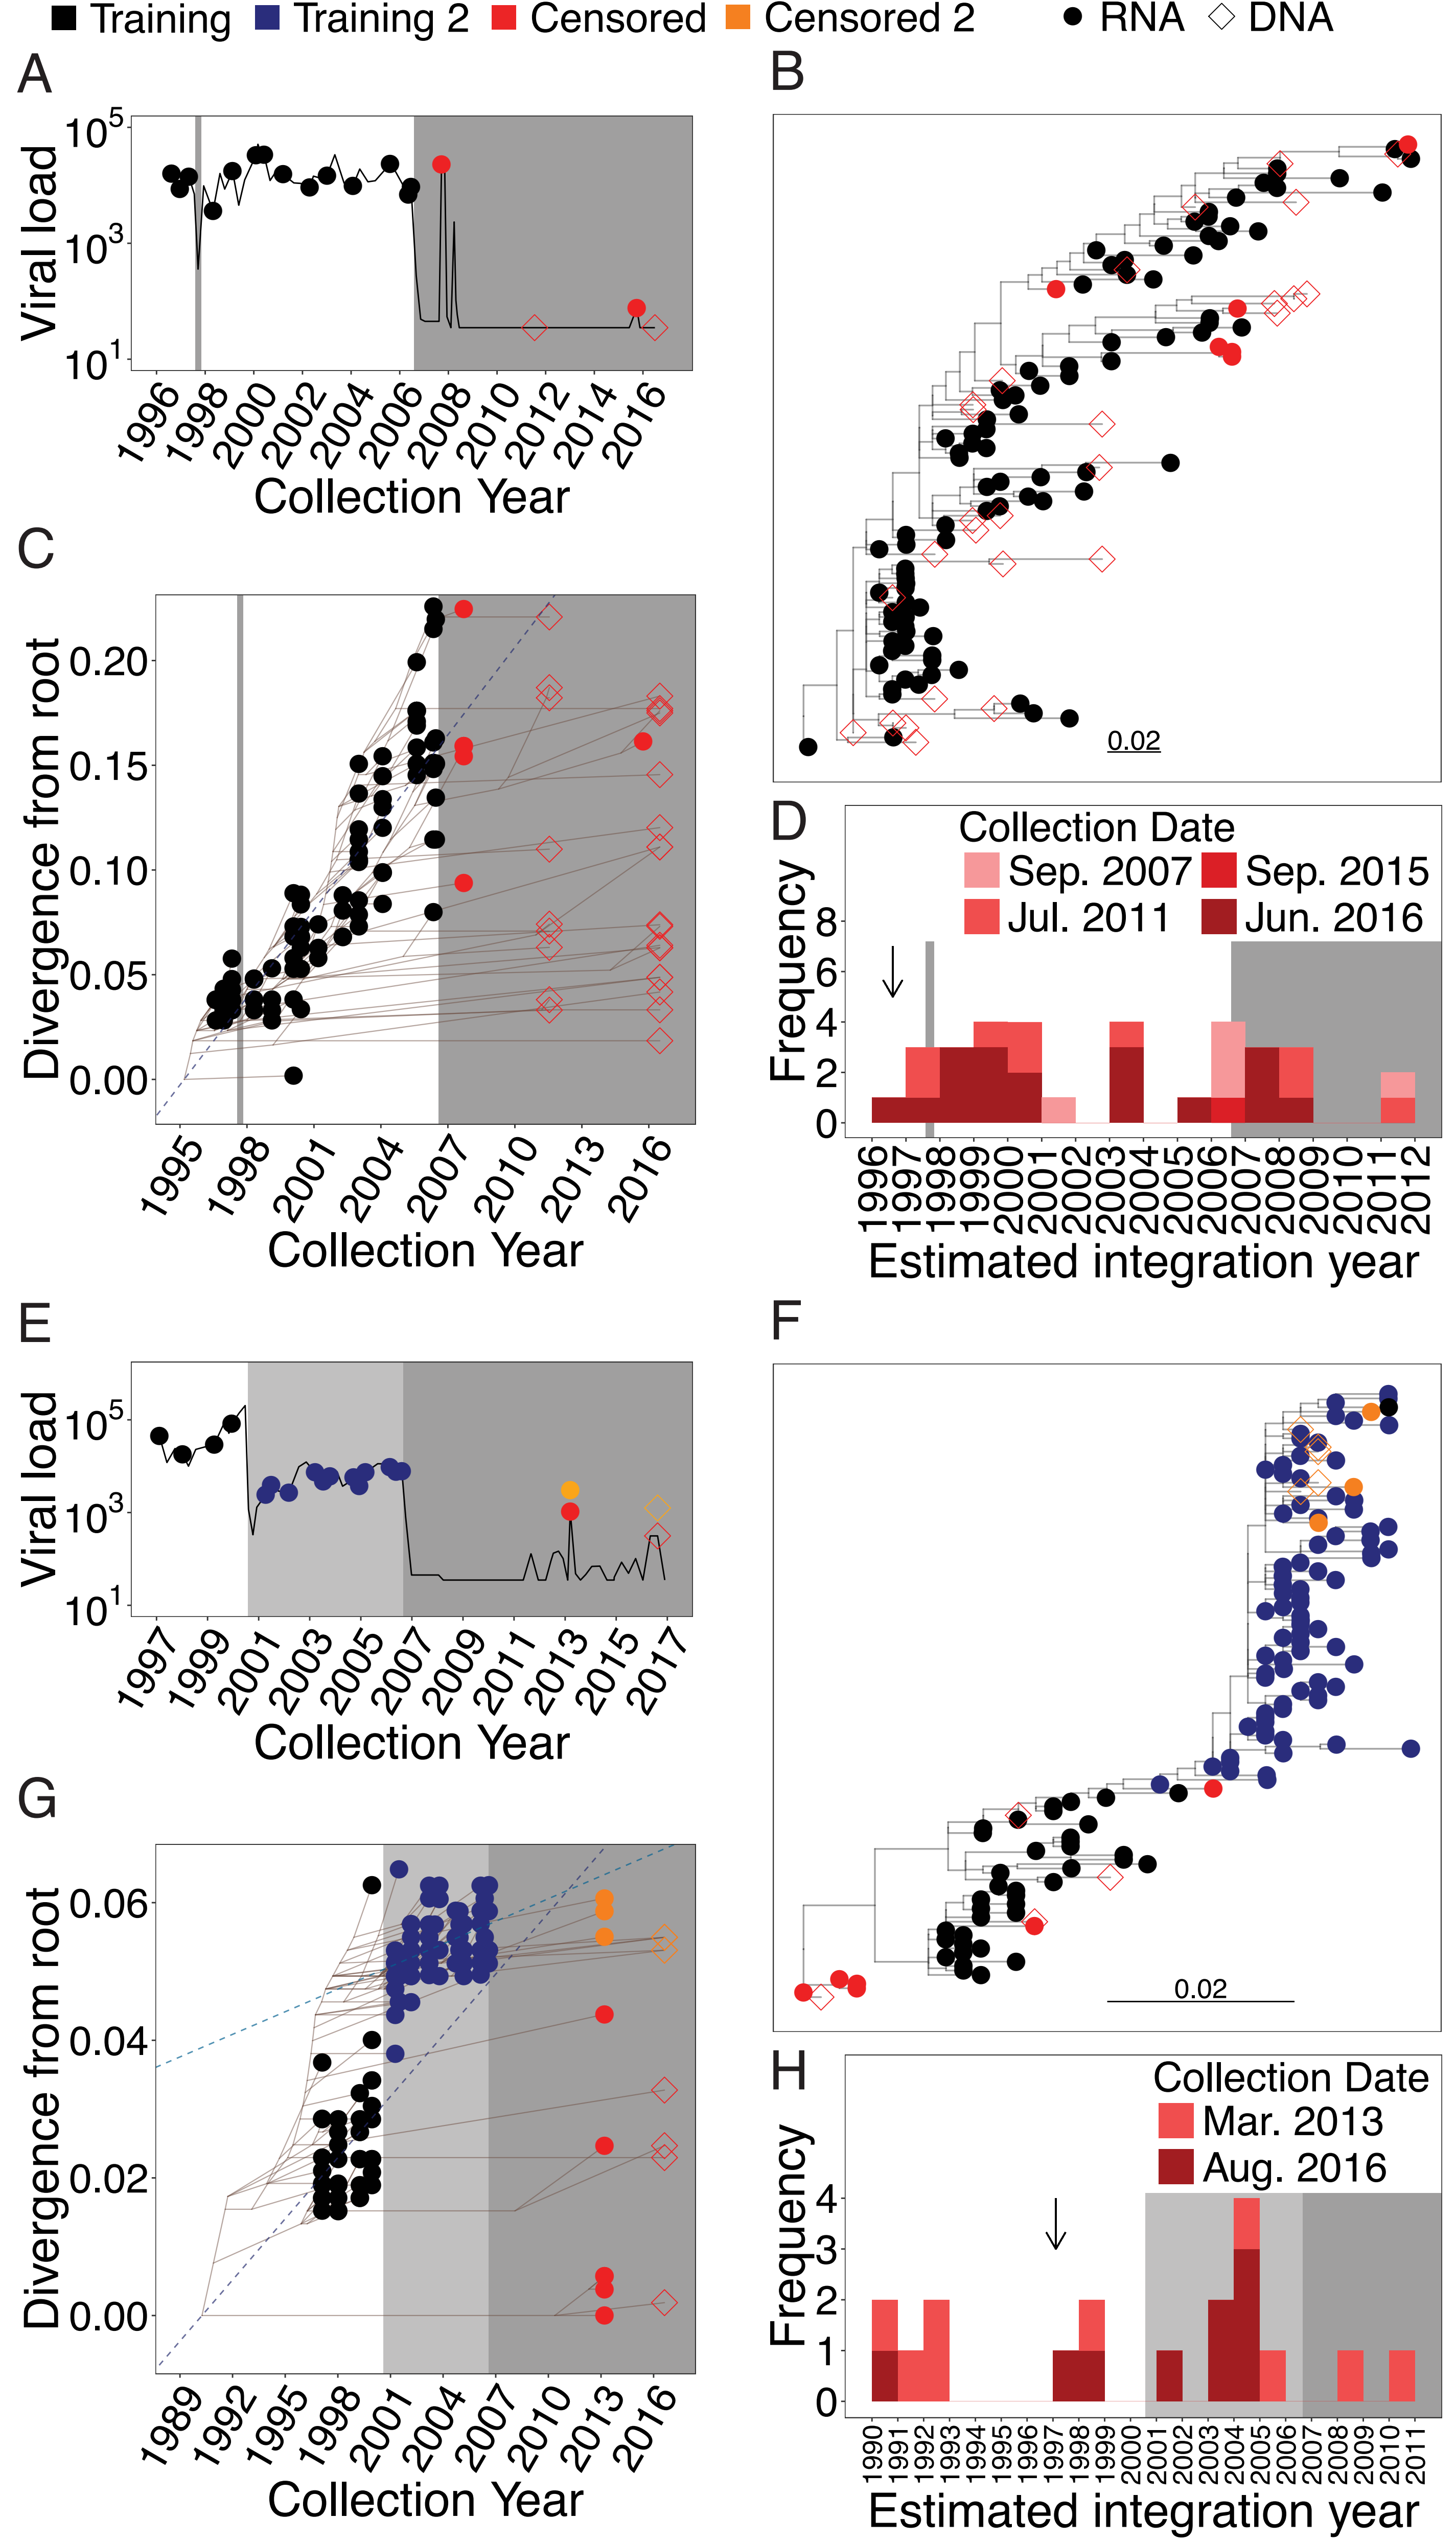 Training Training 2 Censored Censored 2 RNA DNA
A
Viral load
10^5
10^3
10^1
1996 1998 2000 2002 2004 2006 2008 2010 2012 2014 2016
Collection Year
B
0.02
C
Divergence from root
0.20
0.15
0.10
0.05
0.00
1995 1998 2001 2004 2007 2010 2013 2016
Collection Year
D
Collection Date
Sep. 2007 Sep. 2015
Jul. 2011 Jun. 2016
Frequency
8
6
4
2
0
1996 1997 1998 1999 2000 2001 2002 2003 2004 2005 2006 2007 2008 2009 2010 2011 2012
Estimated integration year
E
Viral load
10^5
10^3
10^1
1997 1999 2001 2003 2005 2007 2009 2011 2013 2015 2017
Collection Year
F
0.02
G
Divergence from root
0.06
0.04
0.02
0.00
1989 1992 1995 1998 2001 2004 2007 2010 2013 2016
Collection Year
H
Collection Date
Mar. 2013
Aug. 2016
Frequency
4
3
2
1
0
1990 1991 1992 1993 1994 1995 1996 1997 1998 1999 2000 2001 2002 2003 2004 2005 2006 2007 2008 2009 2010 2011
Estimated integration year